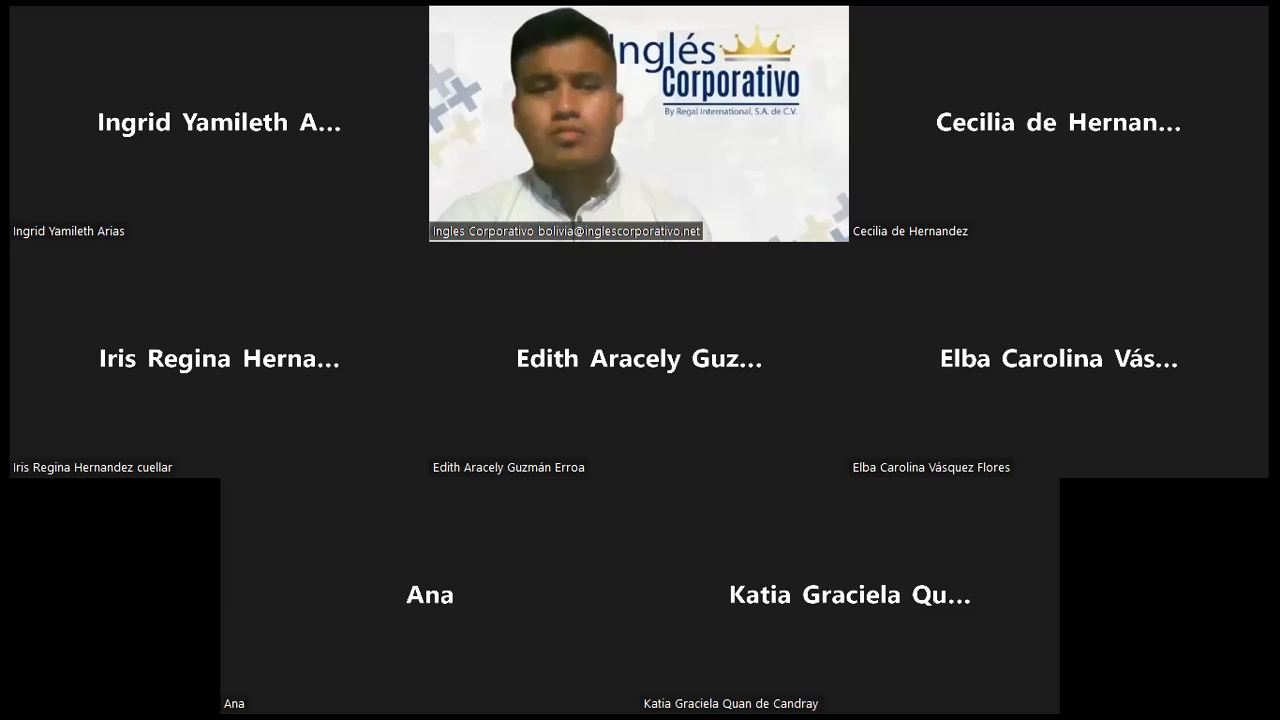 Ingrid Yamileth A...
Ingrid Yamileth Arias
Inglés
Corporativo
By Regal International, S.A. de C.V.
Ingles Corporativo bolivia@inglescorporativo.net
Cecilia de Hernan...
Cecilia de Hernandez
Iris Regina Herna...
Iris Regina Hernandez cuellar
Edith Aracely Guz...
Edith Aracely Guzmán Erroa
Elba Carolina Vás...
Elba Carolina Vásquez Flores
Ana
Ana
Katia Graciela Qu...
Katia Graciela Quan de Candray